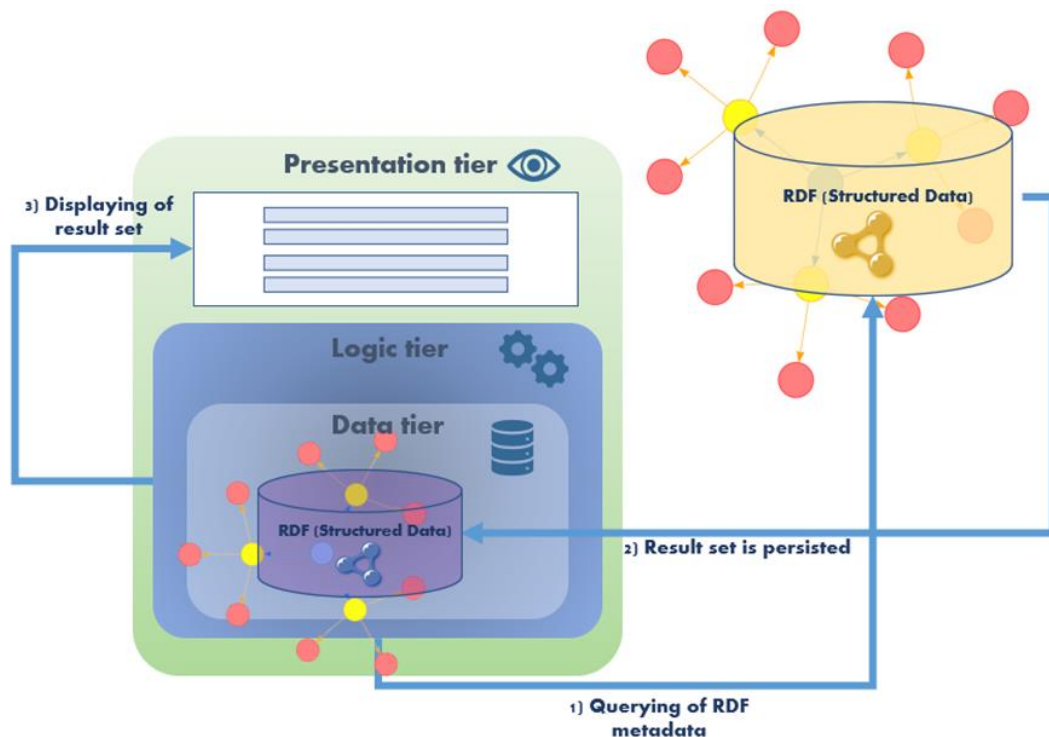 Presentation tier
3) Displaying of
result set
RDF (Structured Data)
Logic tier
Data tier
RDF (Structured Data)
2) Result set is persisted
1) Querying of RDF
metadata